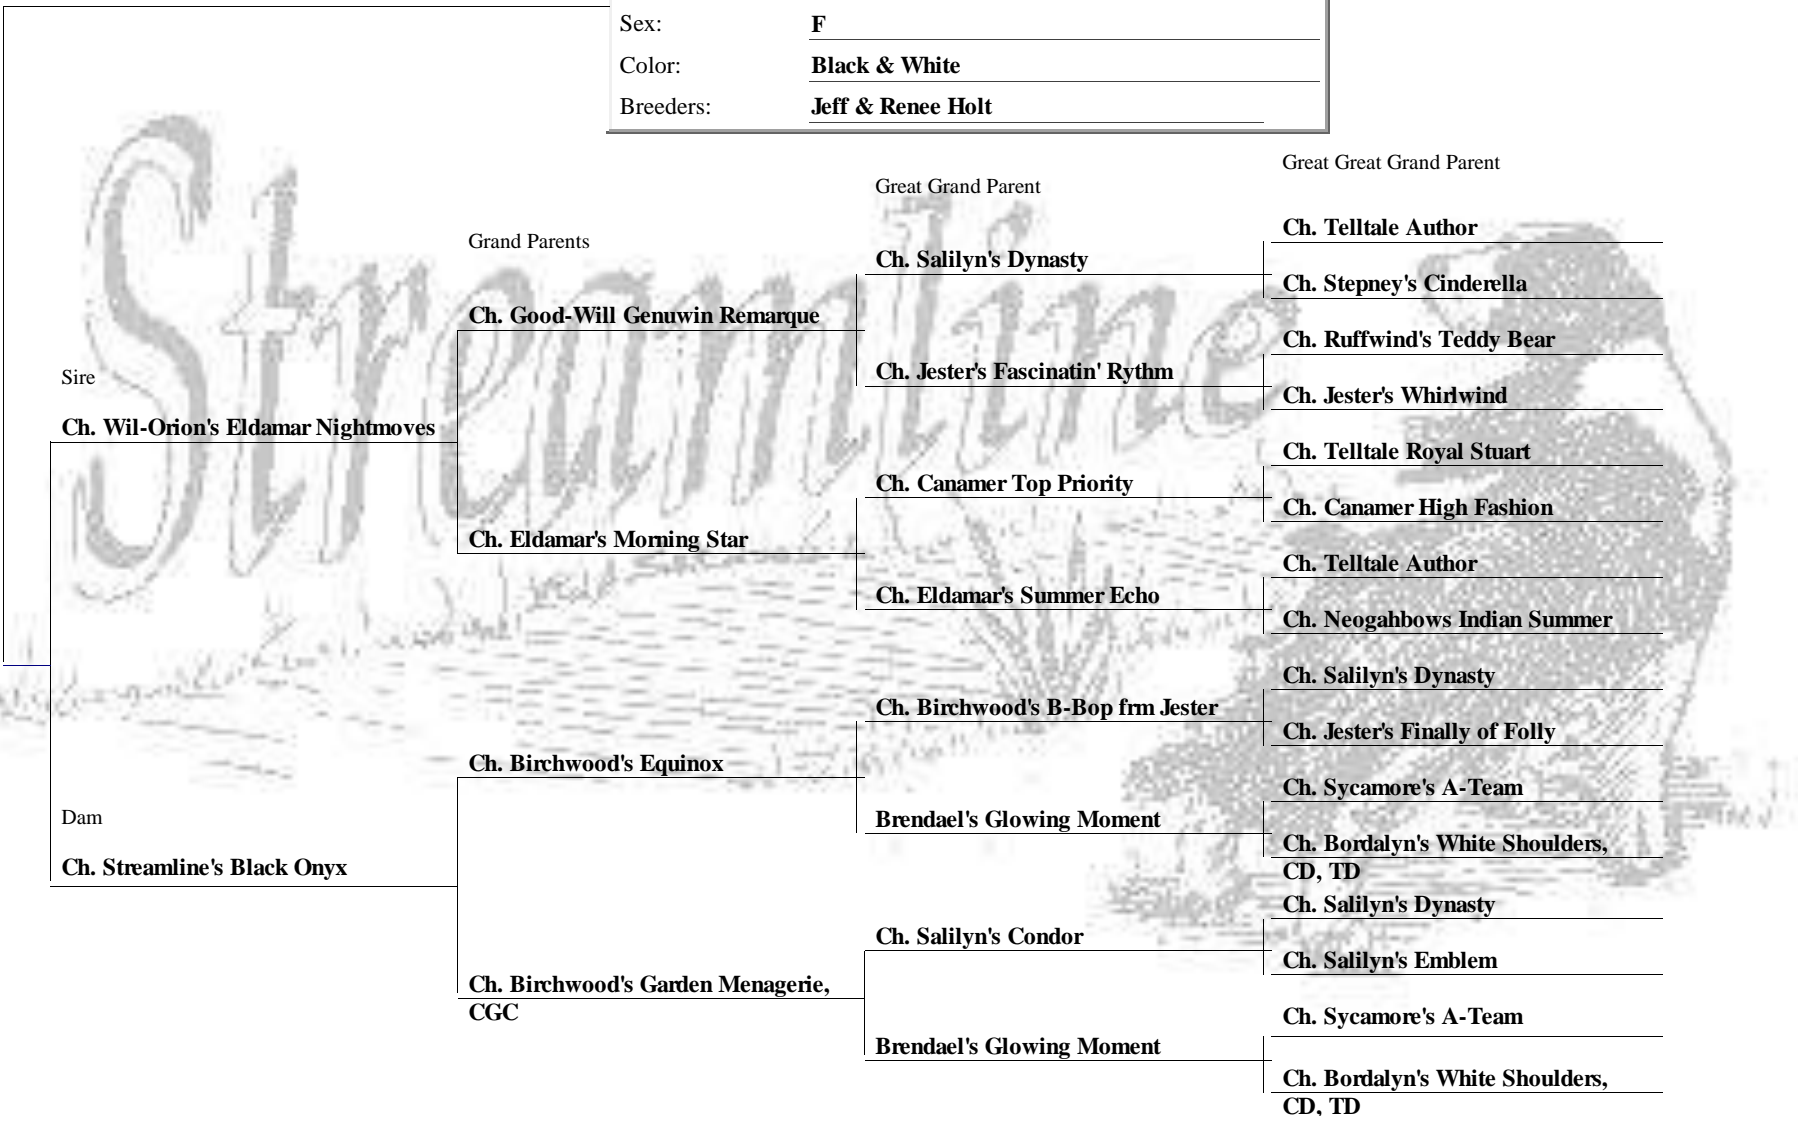 Sex: F
Color: Black & White
Breeders: Jeff & Renee Holt
Streamline
Great Great Grand Parent
Great Grand Parent
Grand Parents
Sire
Dam
Ch. Wil-Orion's Eldamar Nightmoves
Ch. Streamline's Black Onyx
Ch. Good-Will Genuwin Remarque
Ch. Eldamar's Morning Star
Ch. Birchwood's Equinox
Ch. Birchwood's Garden Menagerie,
CGC
Ch. Salilyn's Dynasty
Ch. Jester's Fascinatin' Rythm
Ch. Canamer Top Priority
Ch. Eldamar's Summer Echo
Ch. Birchwood's B-Bop frm Jester
Brendael's Glowing Moment
Ch. Salilyn's Condor
Brendael's Glowing Moment
Ch. Telltale Author
Ch. Stepney's Cinderella
Ch. Ruffwind's Teddy Bear
Ch. Jester's Whirlwind
Ch. Telltale Royal Stuart
Ch. Canamer High Fashion
Ch. Telltale Author
Ch. Neogahbows Indian Summer
Ch. Salilyn's Dynasty
Ch. Jester's Finally of Folly
Ch. Sycamore's A-Team
Ch. Bordalyn's White Shoulders,
CD, TD
Ch. Salilyn's Dynasty
Ch. Salilyn's Emblem
Ch. Sycamore's A-Team
Ch. Bordalyn's White Shoulders,
CD, TD